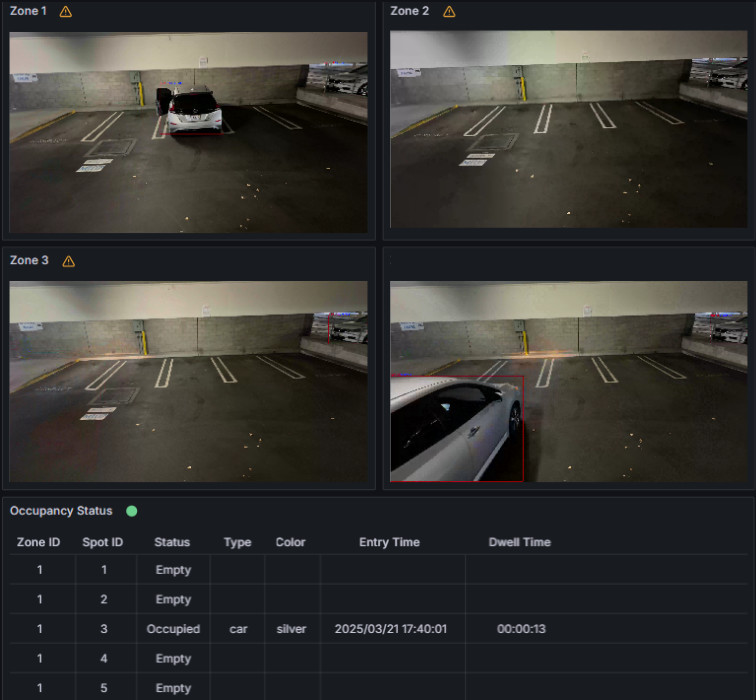 Zone 1
Zone 2
Zone 3
Occupancy Status
Zone ID Spot ID Status Type Color Entry Time Dwell Time
1 1 Empty
1 2 Empty
1 3 Occupied car silver 2025/03/21 17:40:01 00:00:13
1 4 Empty
1 5 Empty